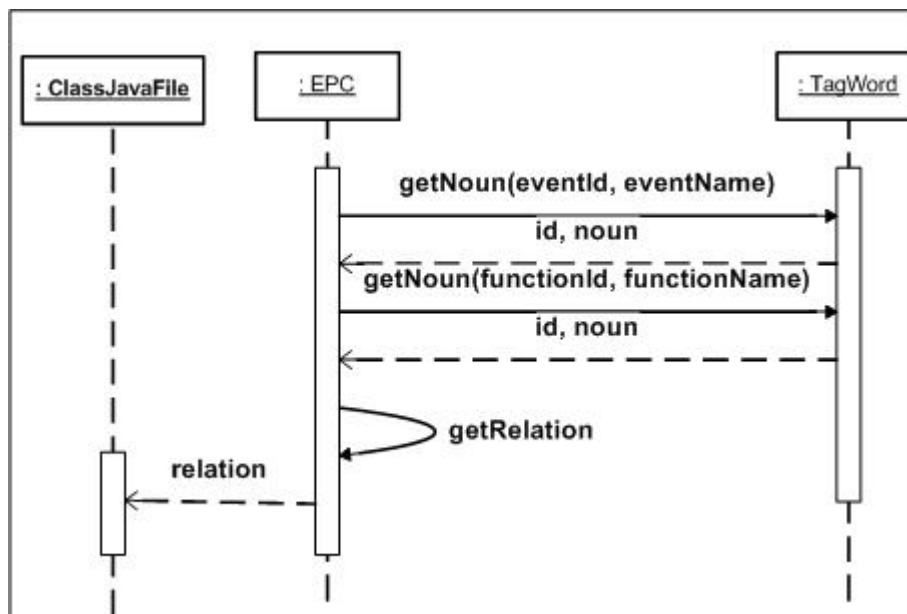 : ClassJavaFile
: EPC
: TagWord
getNoun(eventId, eventName)
id, noun
getNoun(functionId, functionName)
id, noun
getRelation
relation